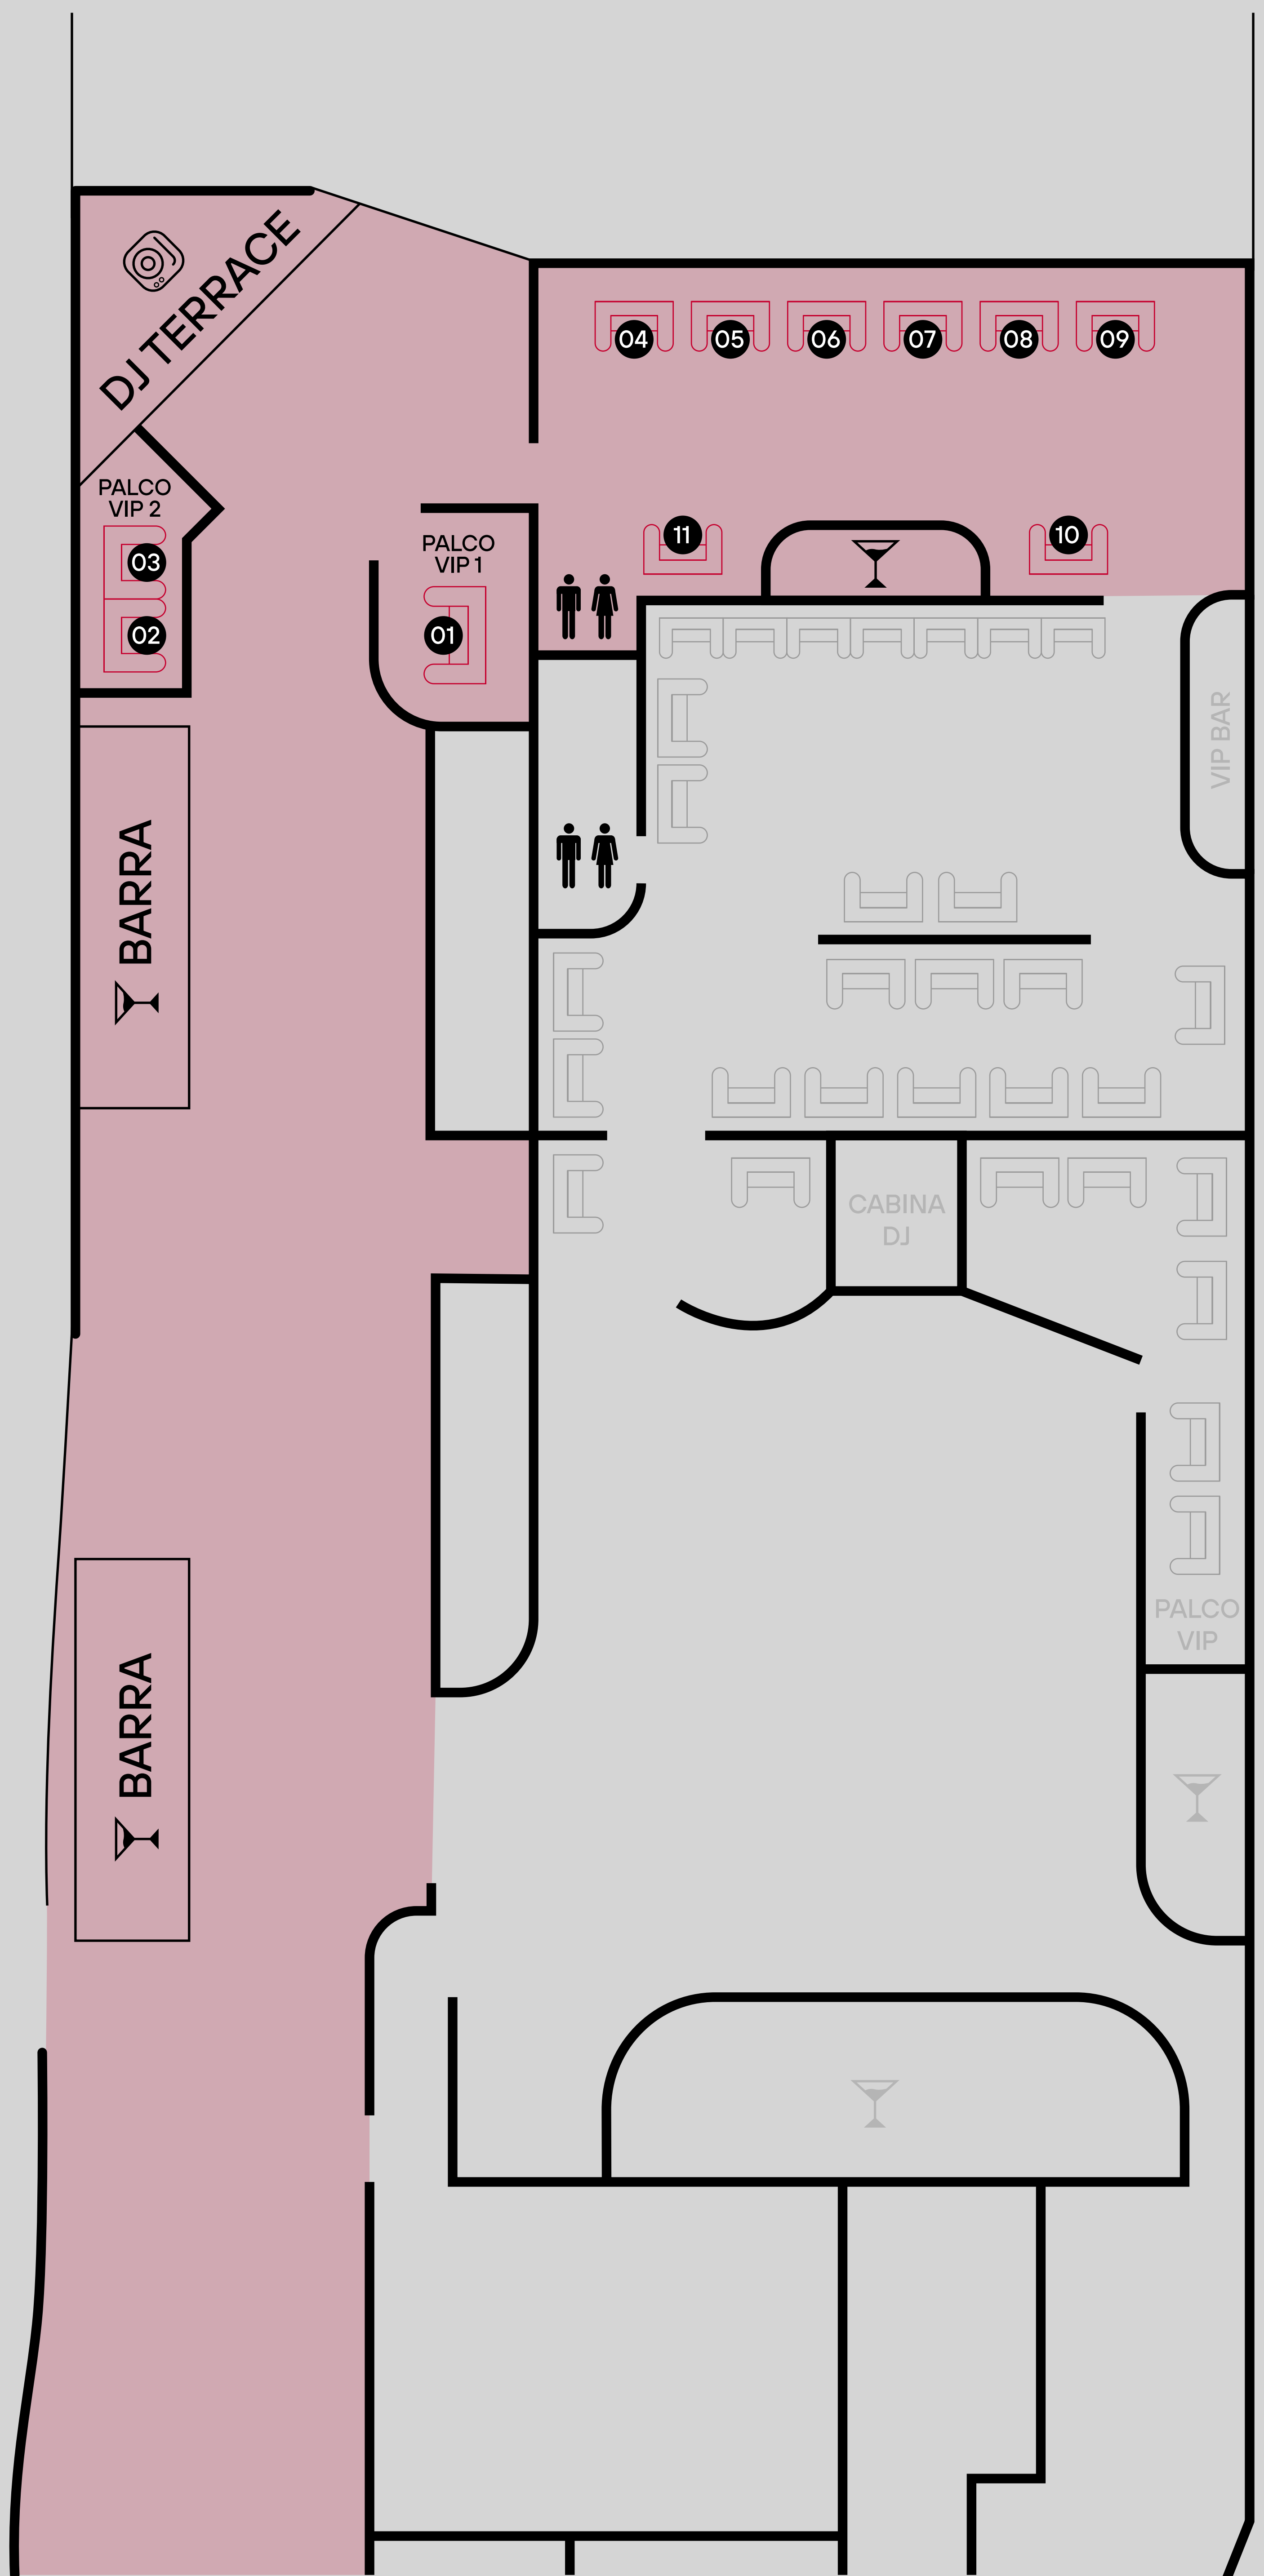 DJ TERRACE
04
05
06
07
08
09
PALCO
VIP 2
03
02
PALCO
VIP 1
01
11
10
VIP BAR
BARRA
CABINA
DJ
PALCO
VIP
BARRA